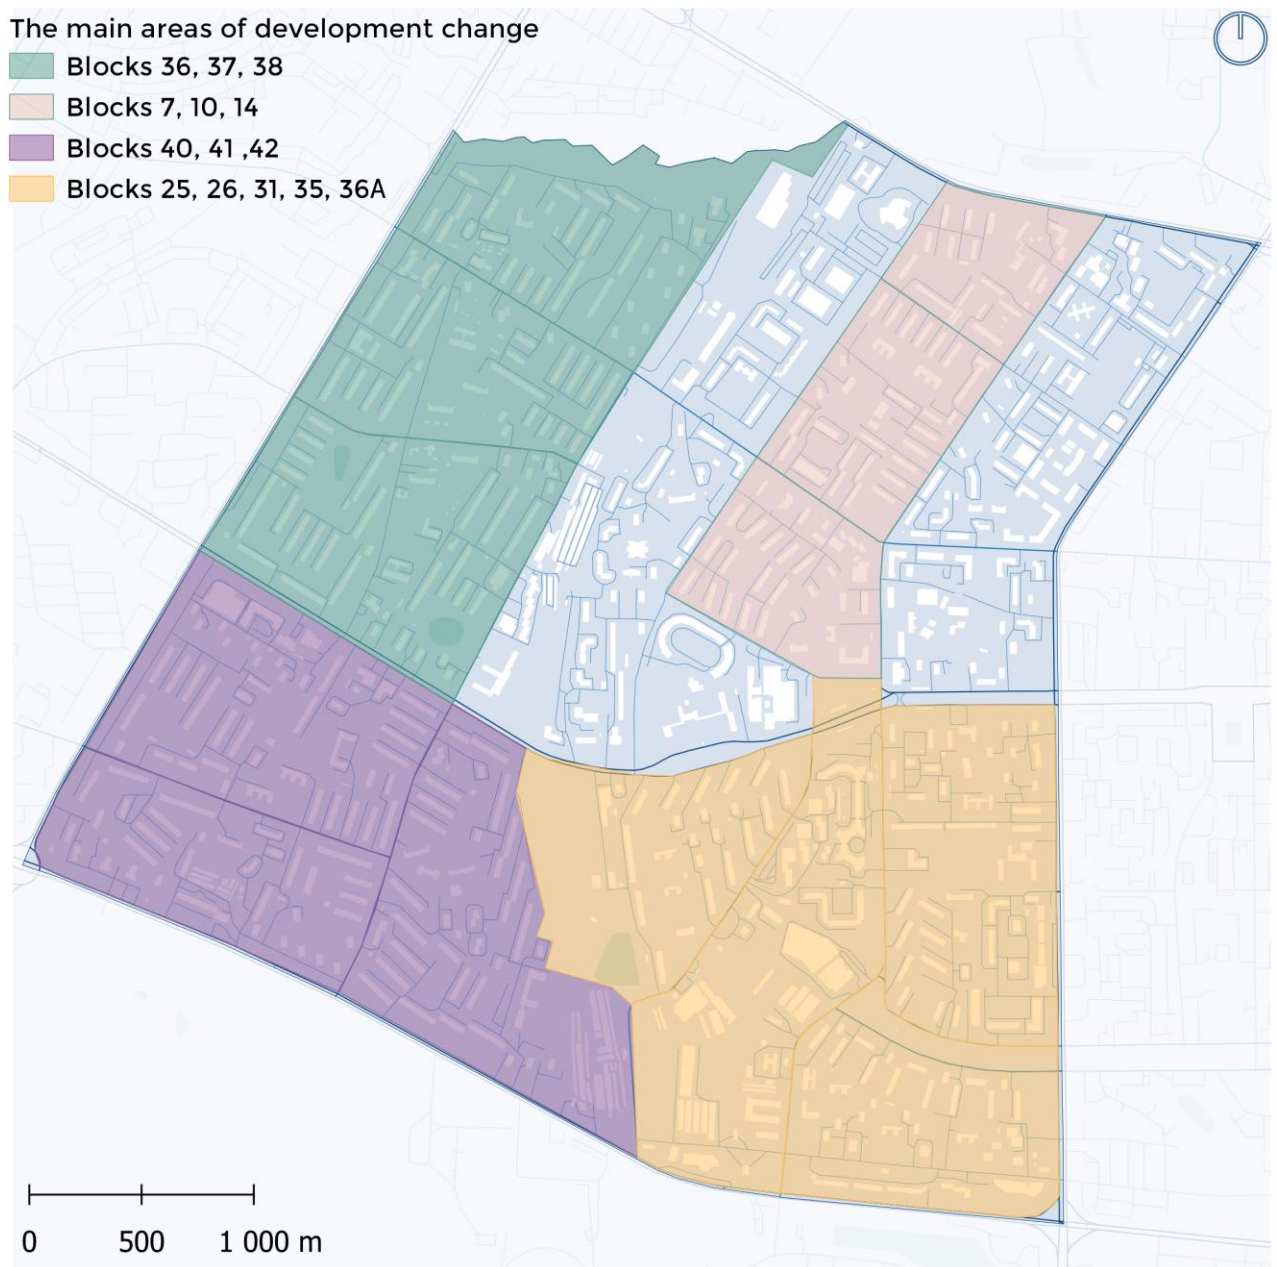 The main areas of development change
Blocks 36, 37, 38
Blocks 7, 10, 14
Blocks 40, 41 ,42
Blocks 25, 26, 31, 35, 36A
0 500 1 000 m